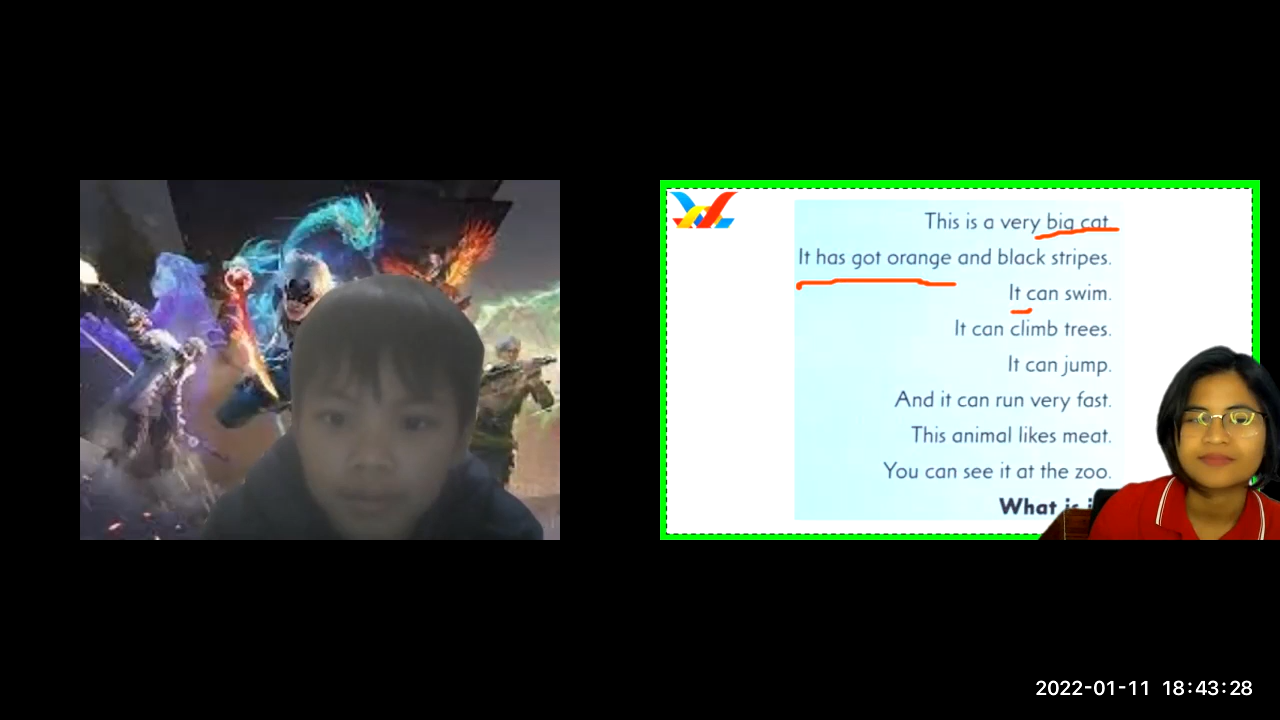 This is a very big cat.
It has got orange and black stripes.
It can swim.
It can climb trees.
It can jump.
And it can run very fast.
This animal likes meat.
You can see it at the zoo.
What is
2022-01-11 18:43:28